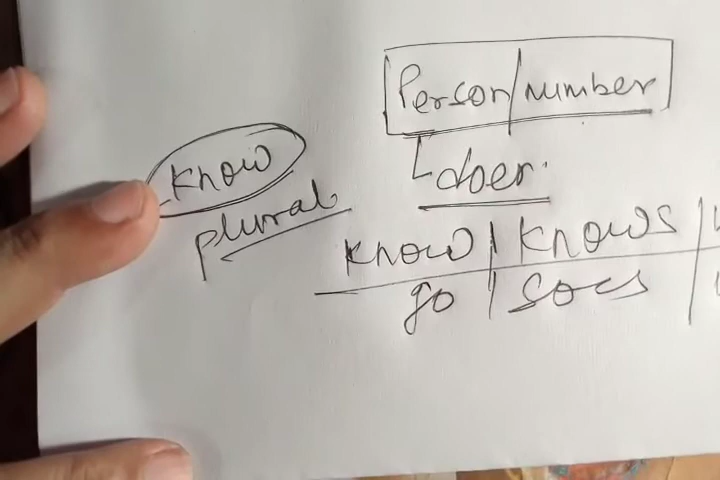 Person/number
know
doer.
plural
know | knows |
go | goes |